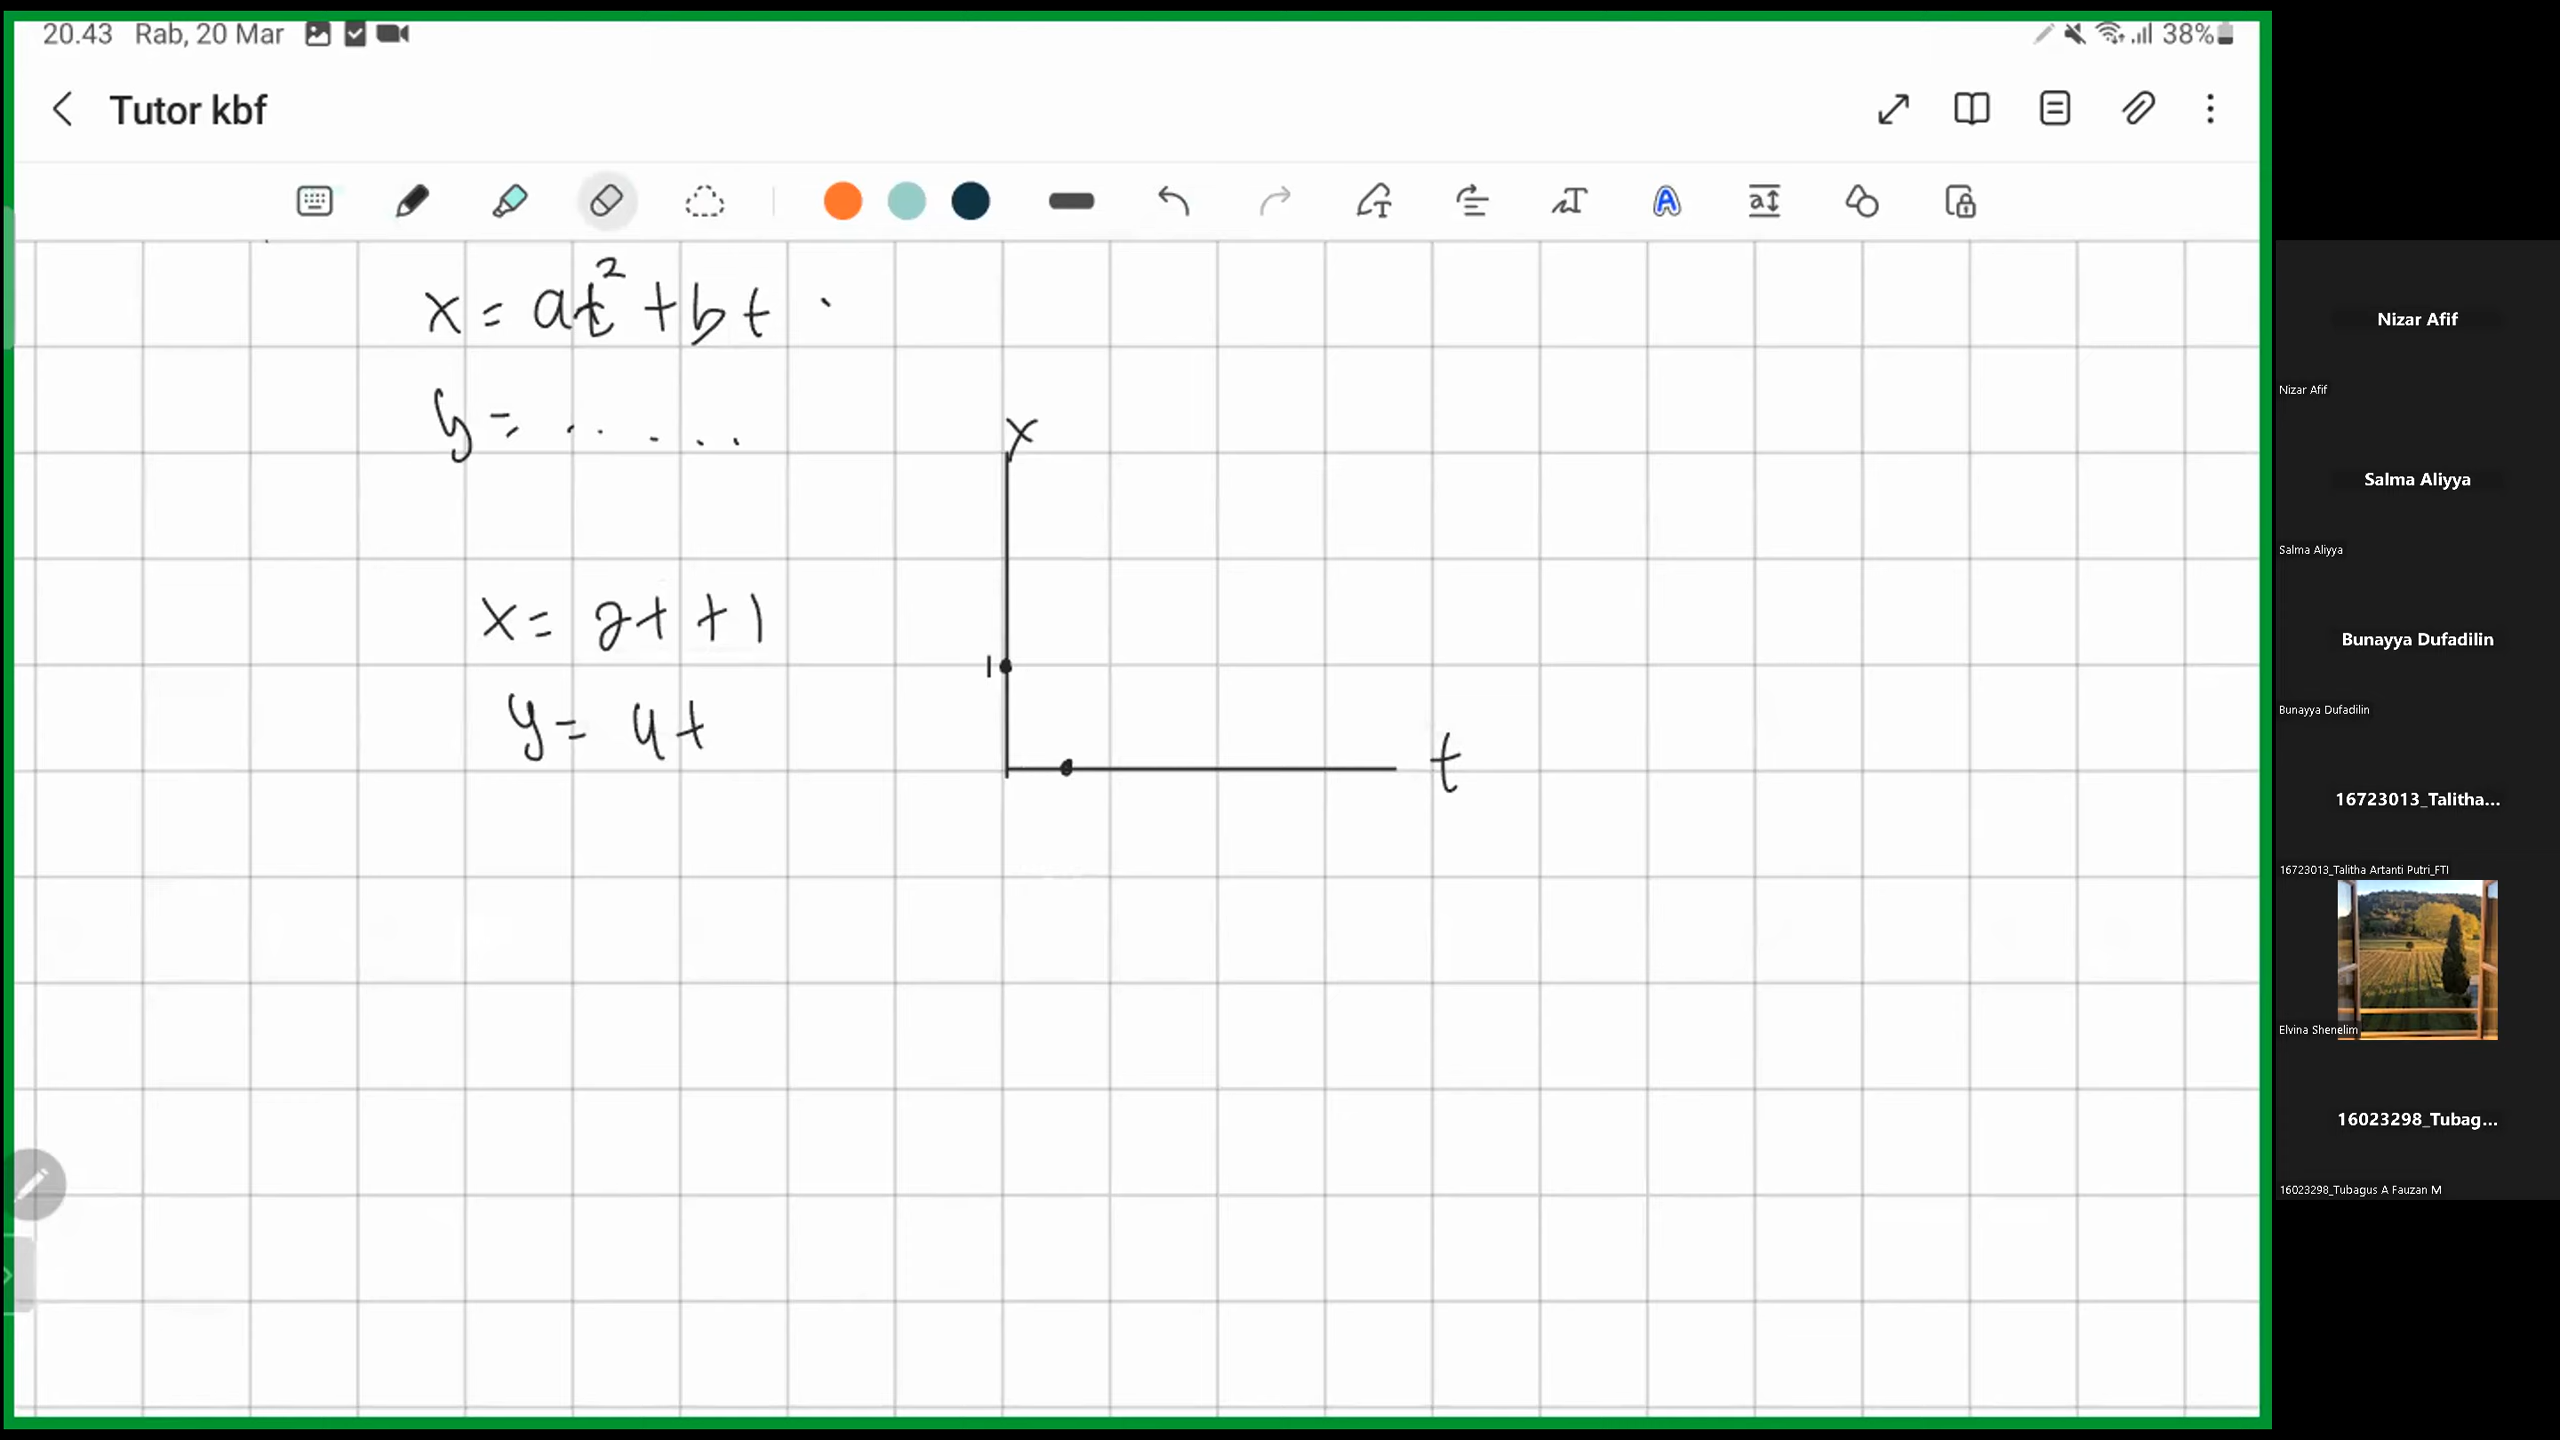 20.43 Rab, 20 Mar
38%
Tutor kbf
x = at² + bt
y = . . . . .
x
x = 2t + 1
1
y = 4t
t
Nizar Afif
Nizar Afif
Salma Aliyya
Salma Aliyya
Bunayya Dufadilin
Bunayya Dufadilin
16723013_Talitha...
16723013_Talitha Artanti Putri_FTI
Elvina Shenelim
16023298_Tubag...
16023298_Tubagus A Fauzan M